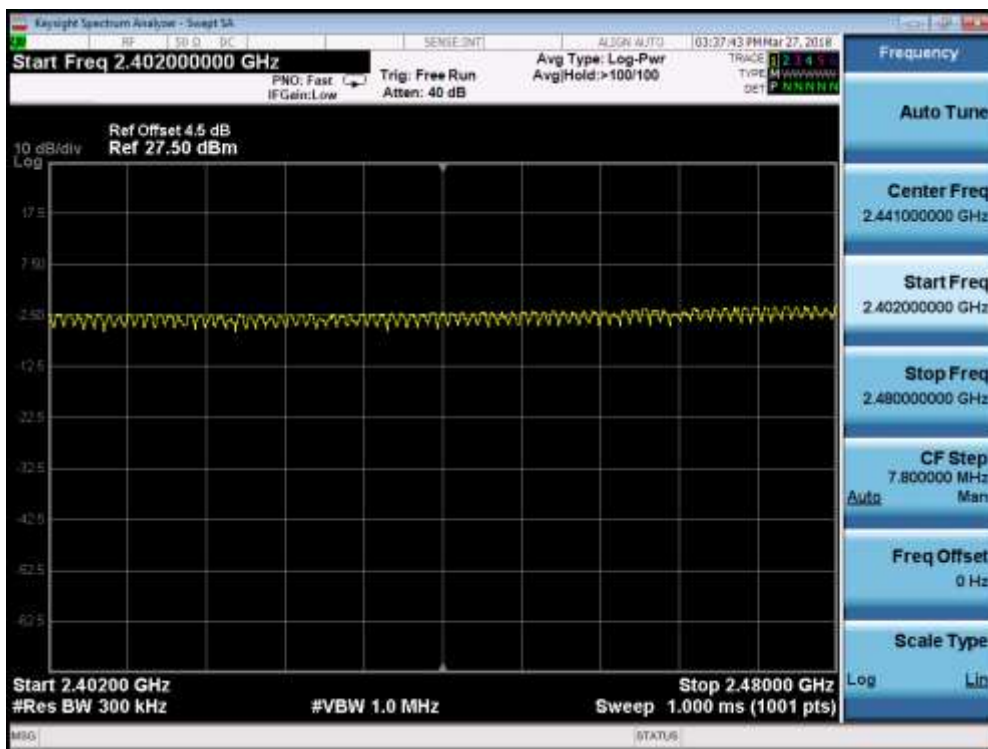 Keysight Spectrum Analyzer - Swept SA
RF 50 Ω DC SENSE:INT ALIGN AUTO 03:37:43 PM Mar 27, 2018
Start Freq 2.402000000 GHz
PNO: Fast
IFGain:Low
Trig: Free Run
Atten: 40 dB
Avg Type: Log-Pwr
Avg|Hold:>100/100
TRACE 1 2 3 4 5 6
TYPE M WWWWW
DET P N N N N N
Ref Offset 4.5 dB
10 dB/div Ref 27.50 dBm
Log
17.5
7.50
-2.50
-12.5
-22.5
-32.5
-42.5
-52.5
-62.5
Start 2.40200 GHz Stop 2.48000 GHz
#Res BW 300 kHz #VBW 1.0 MHz Sweep 1.000 ms (1001 pts)
MSG STATUS
Frequency
Auto Tune
Center Freq
2.441000000 GHz
Start Freq
2.402000000 GHz
Stop Freq
2.480000000 GHz
CF Step
7.800000 MHz
Auto Man
Freq Offset
0 Hz
Scale Type
Log Lin